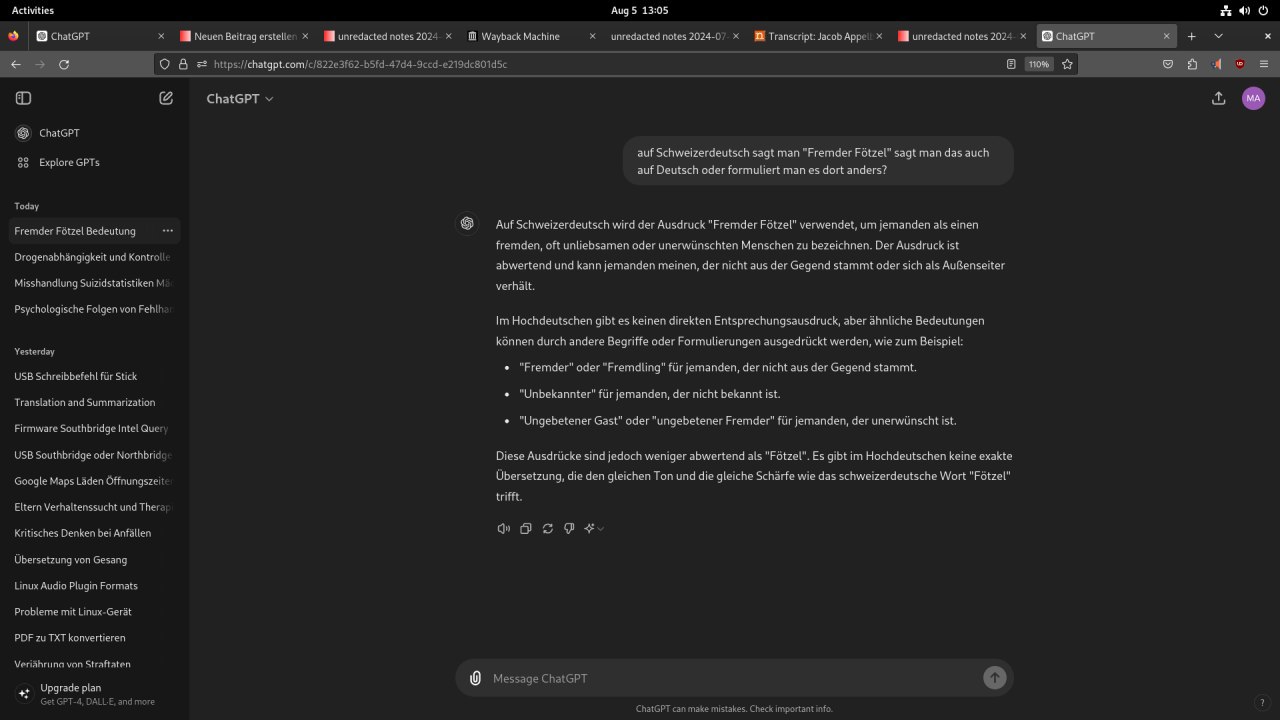 Activities
Aug 5 13:05
ChatGPT
Neuen Beitrag erstellen
unredacted notes 2024-
Wayback Machine
unredacted notes 2024-07-
Transcript: Jacob Appelb
unredacted notes 2024-
ChatGPT
https://chatgpt.com/c/822e3f62-b5fd-47d4-9ccd-e219dc801d5c
110%
ChatGPT
MA
ChatGPT
Explore GPTs
auf Schweizerdeutsch sagt man "Fremder Fötzel" sagt man das auch
auf Deutsch oder formuliert man es dort anders?
Today
Fremder Fötzel Bedeutung
Drogenabhängigkeit und Kontrolle
Misshandlung Suizidstatistiken Mä
Psychologische Folgen von Fehlhan
Auf Schweizerdeutsch wird der Ausdruck "Fremder Fötzel" verwendet, um jemanden als einen
fremden, oft unliebsamen oder unerwünschten Menschen zu bezeichnen. Der Ausdruck ist
abwertend und kann jemanden meinen, der nicht aus der Gegend stammt oder sich als Außenseiter
verhält.
Im Hochdeutschen gibt es keinen direkten Entsprechungsausdruck, aber ähnliche Bedeutungen
können durch andere Begriffe oder Formulierungen ausgedrückt werden, wie zum Beispiel:
• "Fremder" oder "Fremdling" für jemanden, der nicht aus der Gegend stammt.
• "Unbekannter" für jemanden, der nicht bekannt ist.
• "Ungebetener Gast" oder "ungebetener Fremder" für jemanden, der unerwünscht ist.
Diese Ausdrücke sind jedoch weniger abwertend als "Fötzel". Es gibt im Hochdeutschen keine exakte
Übersetzung, die den gleichen Ton und die gleiche Schärfe wie das schweizerdeutsche Wort "Fötzel"
trifft.
Yesterday
USB Schreibbefehl für Stick
Translation and Summarization
Firmware Southbridge Intel Query
USB Southbridge oder Northbridge
Google Maps Läden Öffnungszeiten
Eltern Verhaltenssucht und Therapi
Kritisches Denken bei Anfällen
Übersetzung von Gesang
Linux Audio Plugin Formats
Probleme mit Linux-Gerät
PDF zu TXT konvertieren
Verjährung von Straftaten
Upgrade plan
Get GPT-4, DALL·E, and more
Message ChatGPT
ChatGPT can make mistakes. Check important info.
?